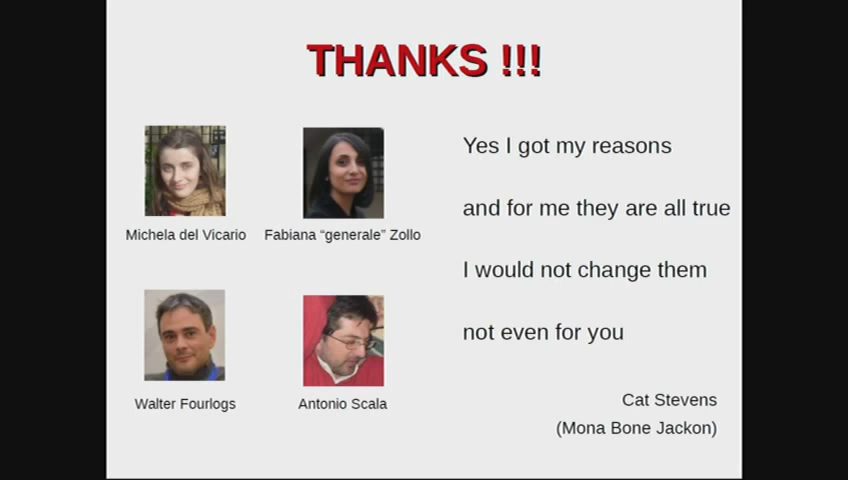 THANKS !!!
Michela del Vicario
Fabiana “generale” Zollo
Walter Fourlogs
Antonio Scala
Yes I got my reasons
and for me they are all true
I would not change them
not even for you
Cat Stevens
(Mona Bone Jackon)